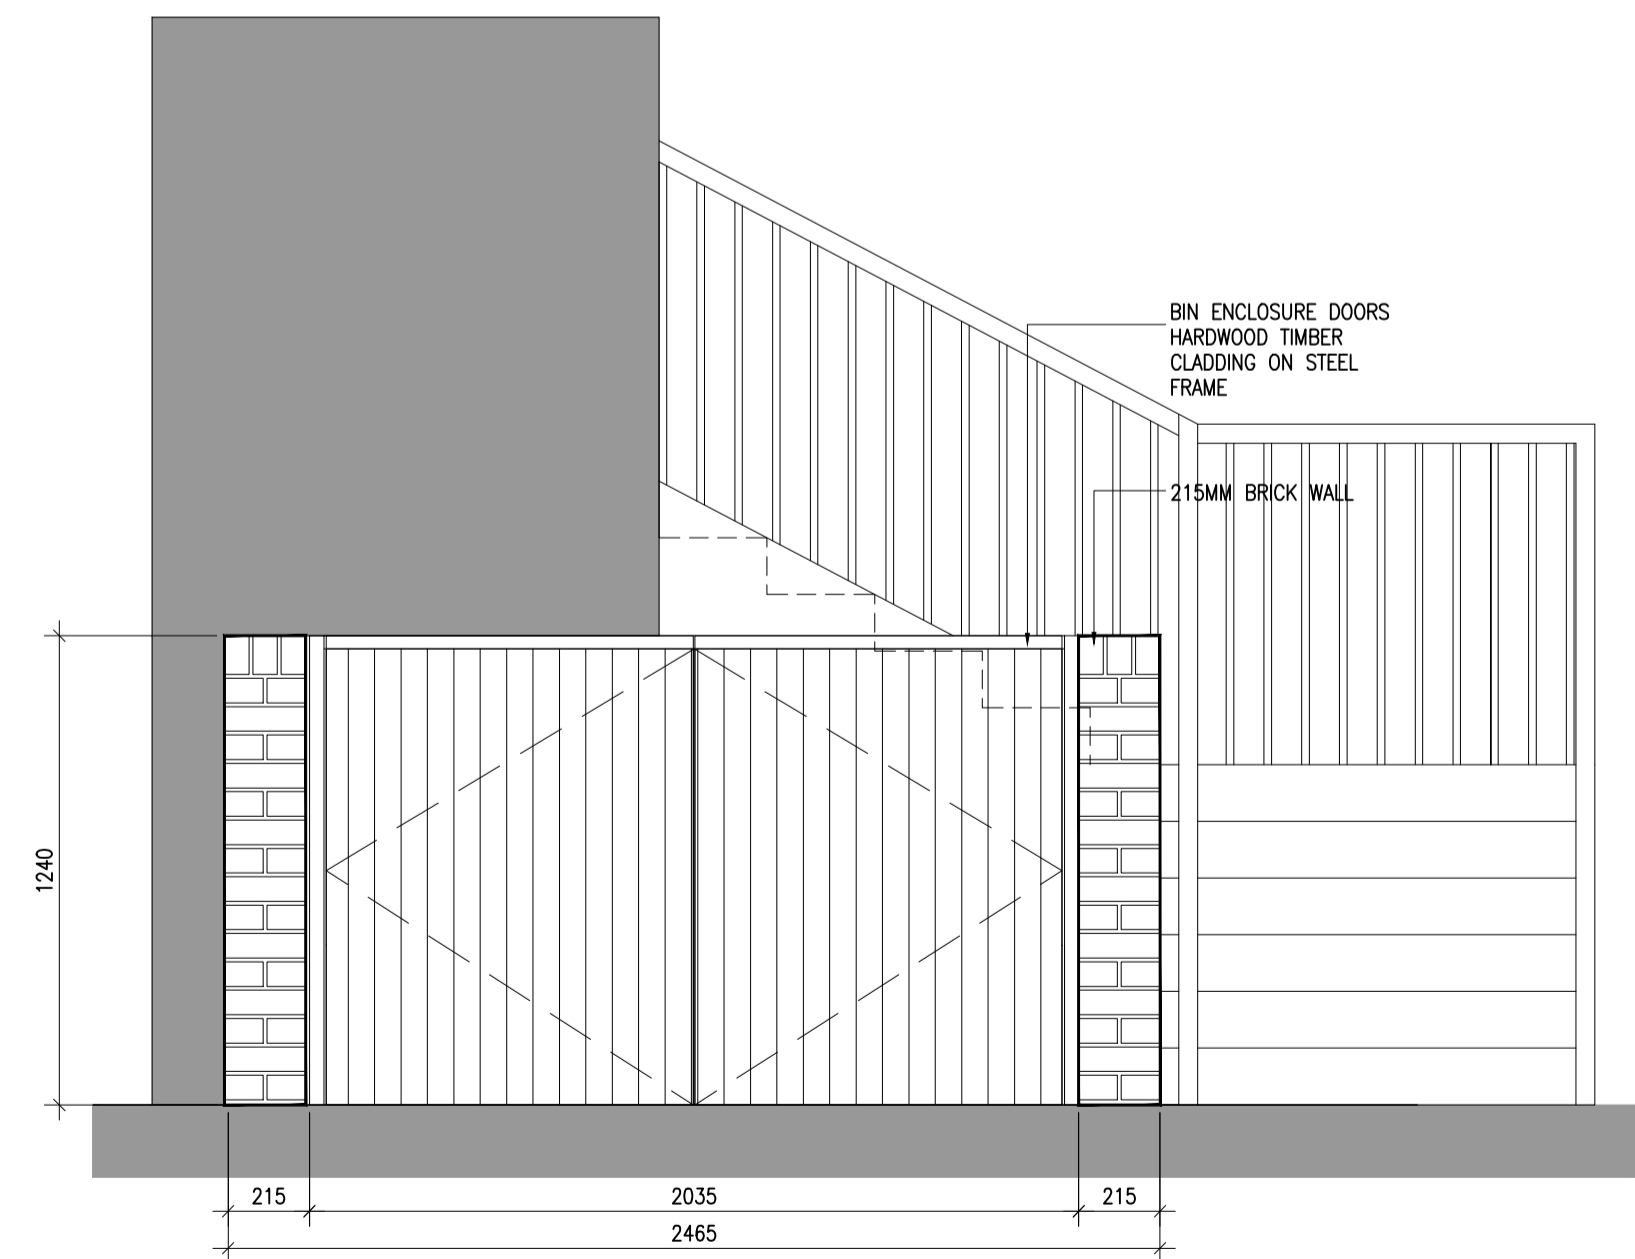 BIN ENCLOSURE DOORS
HARDWOOD TIMBER
CLADDING ON STEEL
FRAME
215MM BRICK WALL
1240
215
2035
215
2465